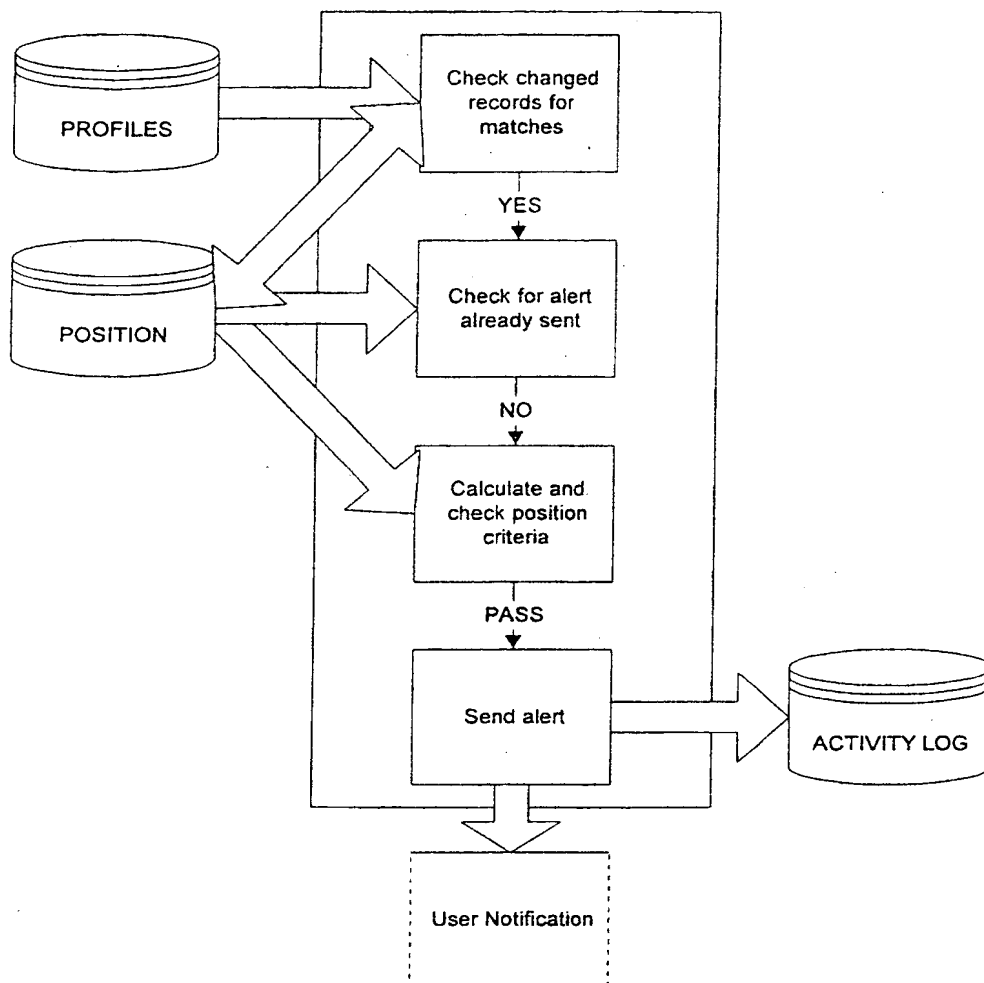 PROFILES
Check changed
records for
matches
YES
POSITION
Check for alert
already sent
NO
Calculate and
check position
criteria
PASS
Send alert
ACTIVITY LOG
User Notification